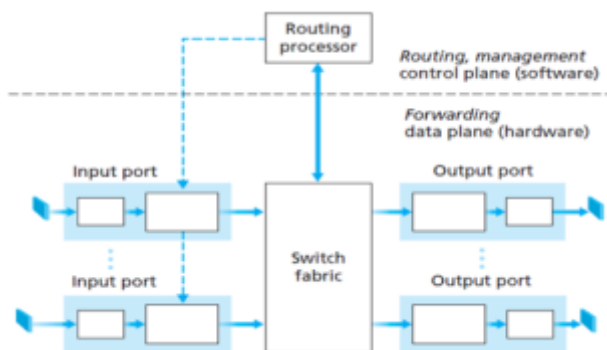 Routing
processor
Routing, management
control plane (software)
Forwarding
data plane (hardware)
Input port
Output port
Switch
fabric
Input port
Output port